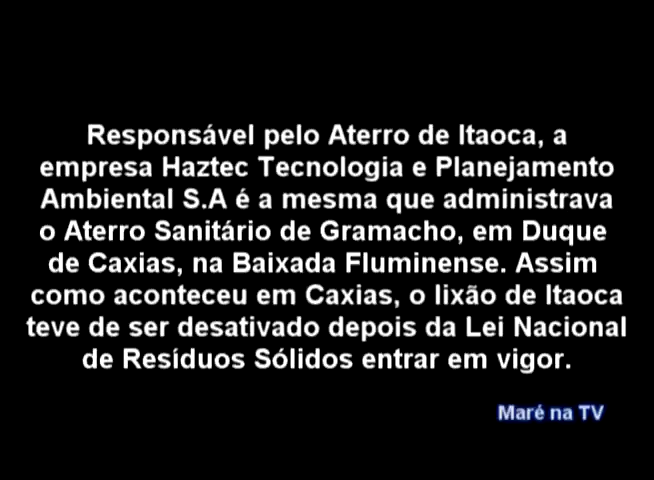 Responsável pelo Aterro de Itaoca, a
empresa Haztec Tecnologia e Planejamento
Ambiental S.A é a mesma que administrava
o Aterro Sanitário de Gramacho, em Duque
de Caxias, na Baixada Fluminense. Assim
como aconteceu em Caxias, o lixão de Itaoca
teve de ser desativado depois da Lei Nacional
de Resíduos Sólidos entrar em vigor.
Maré na TV